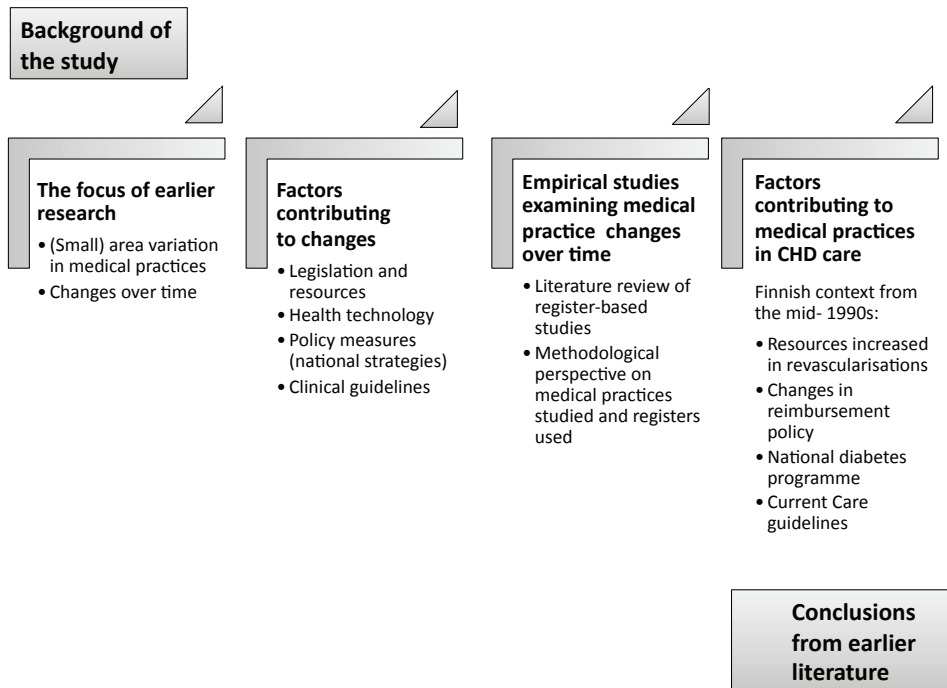 Background of
the study
The focus of earlier
research
• (Small) area variation
in medical practices
• Changes over time
Factors
contributing
to changes
• Legislation and
resources
• Health technology
• Policy measures
(national strategies)
• Clinical guidelines
Empirical studies
examining medical
practice changes
over time
• Literature review of
register-based
studies
• Methodological
perspective on
medical practices
studied and registers
used
Factors
contributing to
medical practices
in CHD care
Finnish context from
the mid- 1990s:
• Resources increased
in revascularisations
• Changes in
reimbursement
policy
• National diabetes
programme
• Current Care
guidelines
Conclusions
from earlier
literature